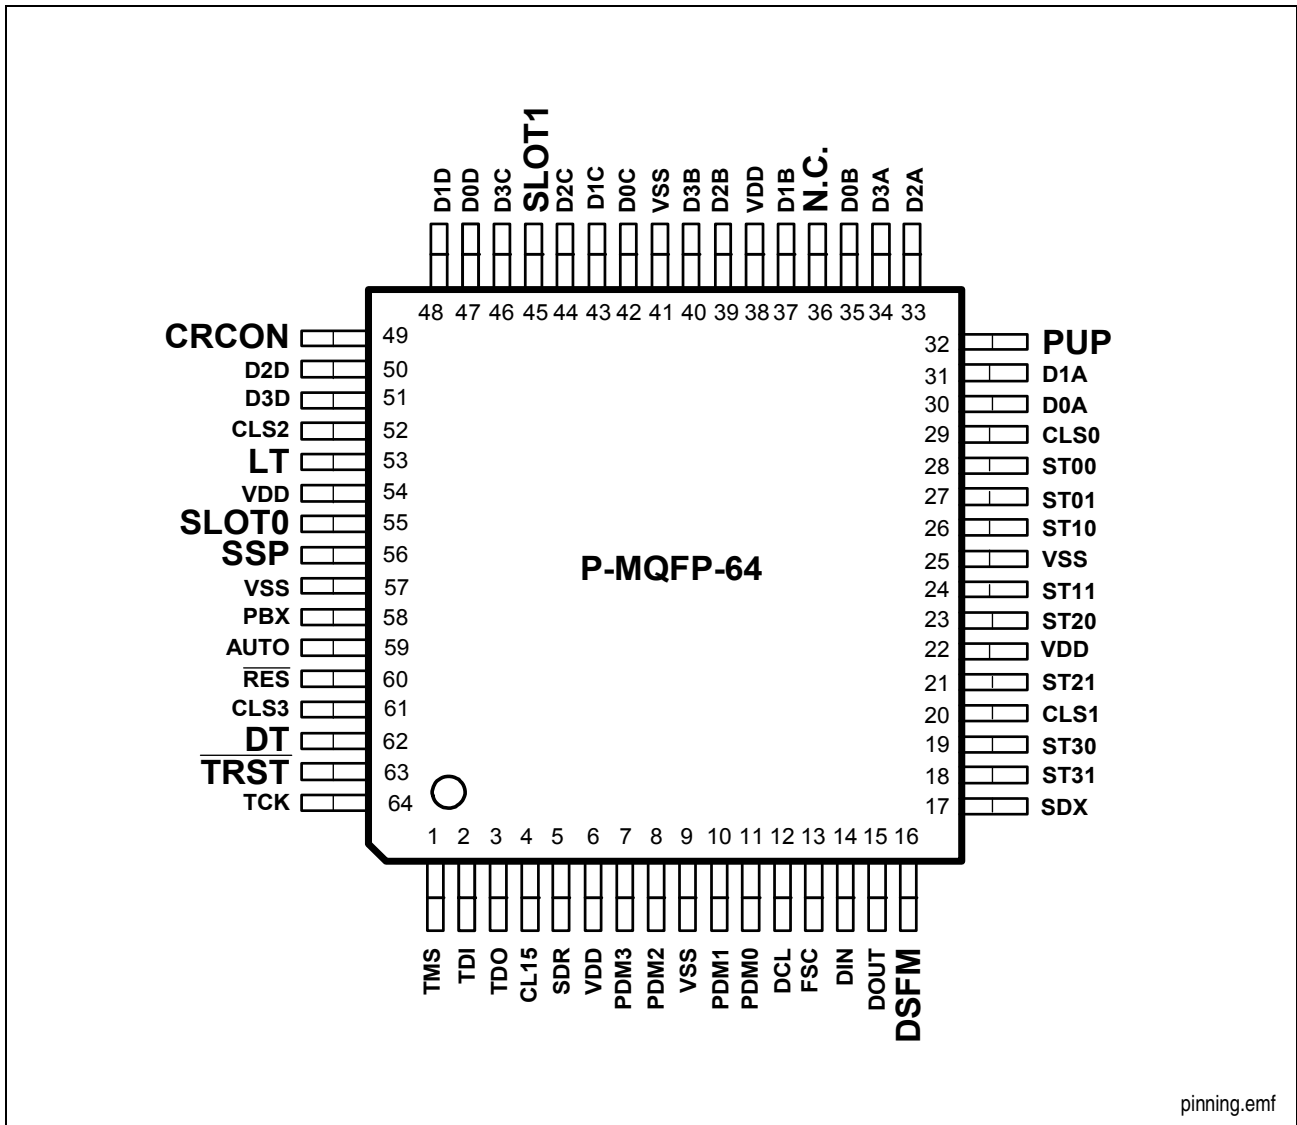 D1D D0D D3C SLOT1 D2C D1C D0C VSS D3B D2B VDD D1B N.C. D0B D3A D2A
48 47 46 45 44 43 42 41 40 39 38 37 36 35 34 33
CRCON 49
D2D 50
D3D 51
CLS2 52
LT 53
VDD 54
SLOT0 55
SSP 56
VSS 57
PBX 58
AUTO 59
RES 60
CLS3 61
DT 62
TRST 63
TCK 64
P-MQFP-64
32 PUP
31 D1A
30 D0A
29 CLS0
28 ST00
27 ST01
26 ST10
25 VSS
24 ST11
23 ST20
22 VDD
21 ST21
20 CLS1
19 ST30
18 ST31
17 SDX
1 2 3 4 5 6 7 8 9 10 11 12 13 14 15 16
TMS TDI TDO CL15 SDR VDD PDM3 PDM2 VSS PDM1 PDM0 DCL FSC DIN DOUT DSFM
pinning.emf